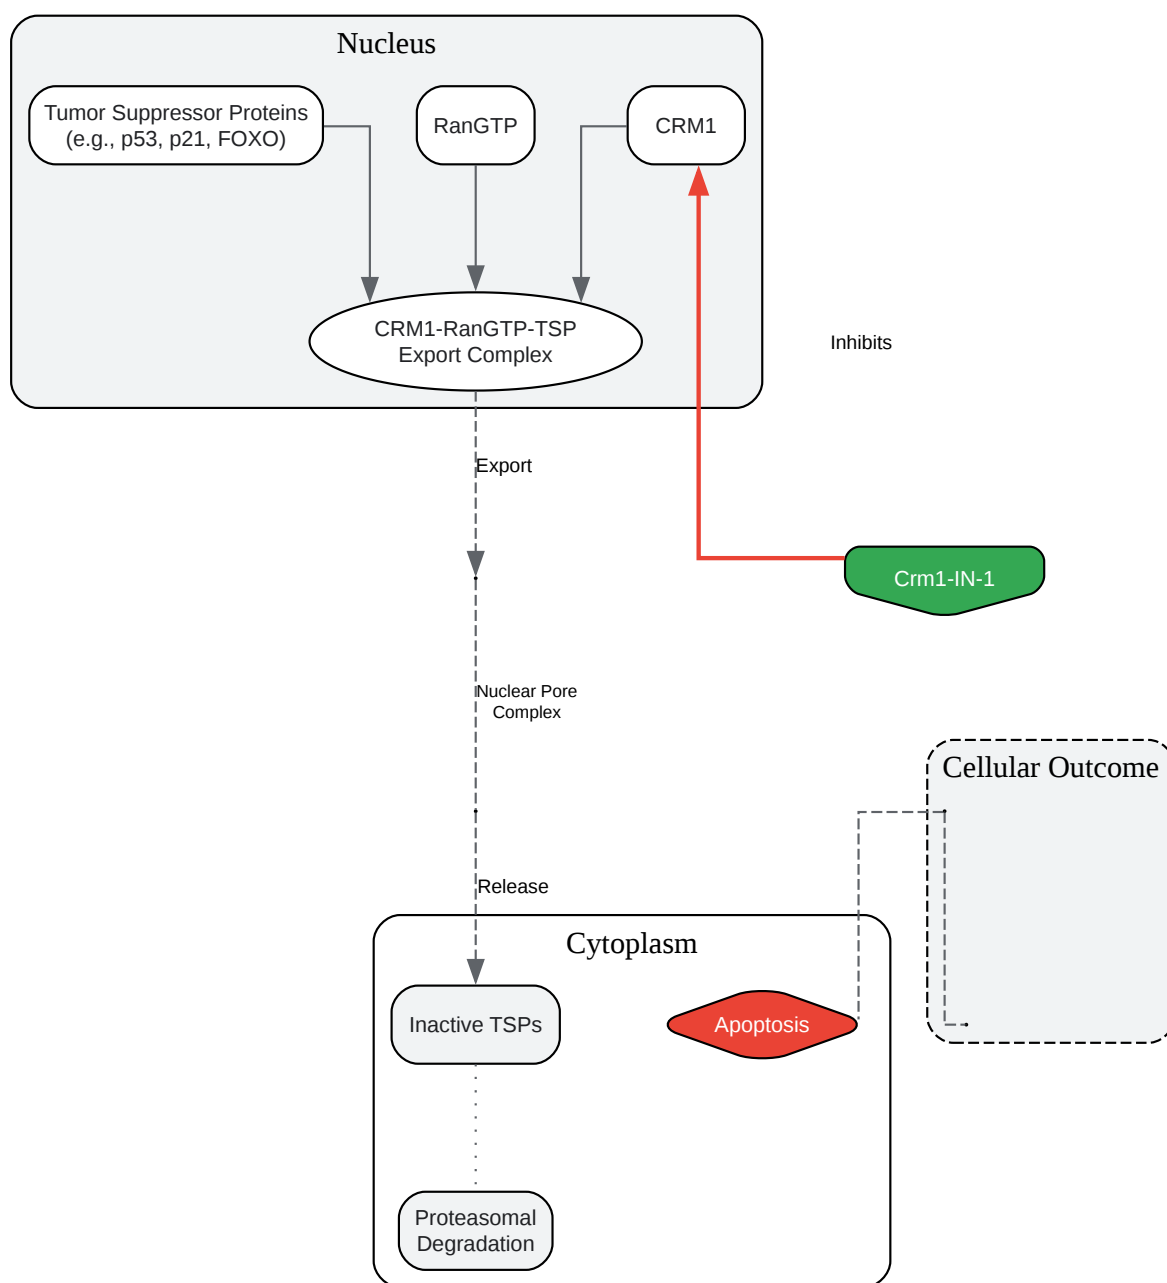 Nucleus
Tumor Suppressor Proteins
(e.g., p53, p21, FOXO)
RanGTP
CRM1
CRM1-RanGTP-TSP
Export Complex
Inhibits
Export
Crm1-IN-1
Nuclear Pore
Complex
Cellular Outcome
Release
Cytoplasm
Inactive TSPs
Apoptosis
Proteasomal
Degradation